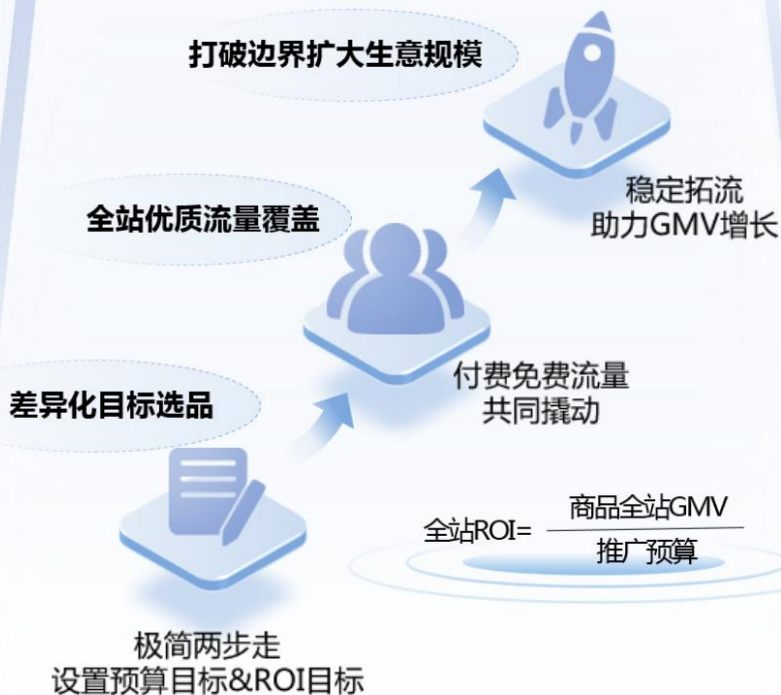 打破边界扩大生意规模
稳定拓流
助力GMV增长
全站优质流量覆盖
付费免费流量
共同撬动
差异化目标选品
全站ROI=
商品全站GMV
推广预算
极简两步走
设置预算目标&ROI目标